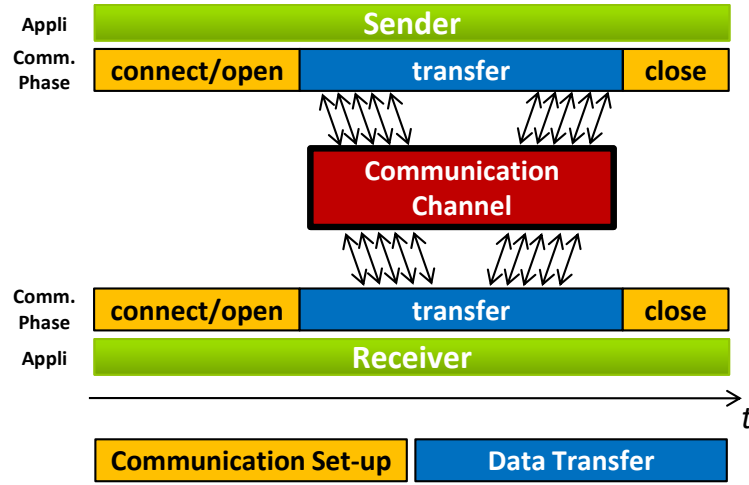 Appli
Sender
Comm.
Phase
connect/open
transfer
close
Communication
Channel
Comm.
Phase
connect/open
transfer
close
Appli
Receiver
t
Communication Set-up
Data Transfer